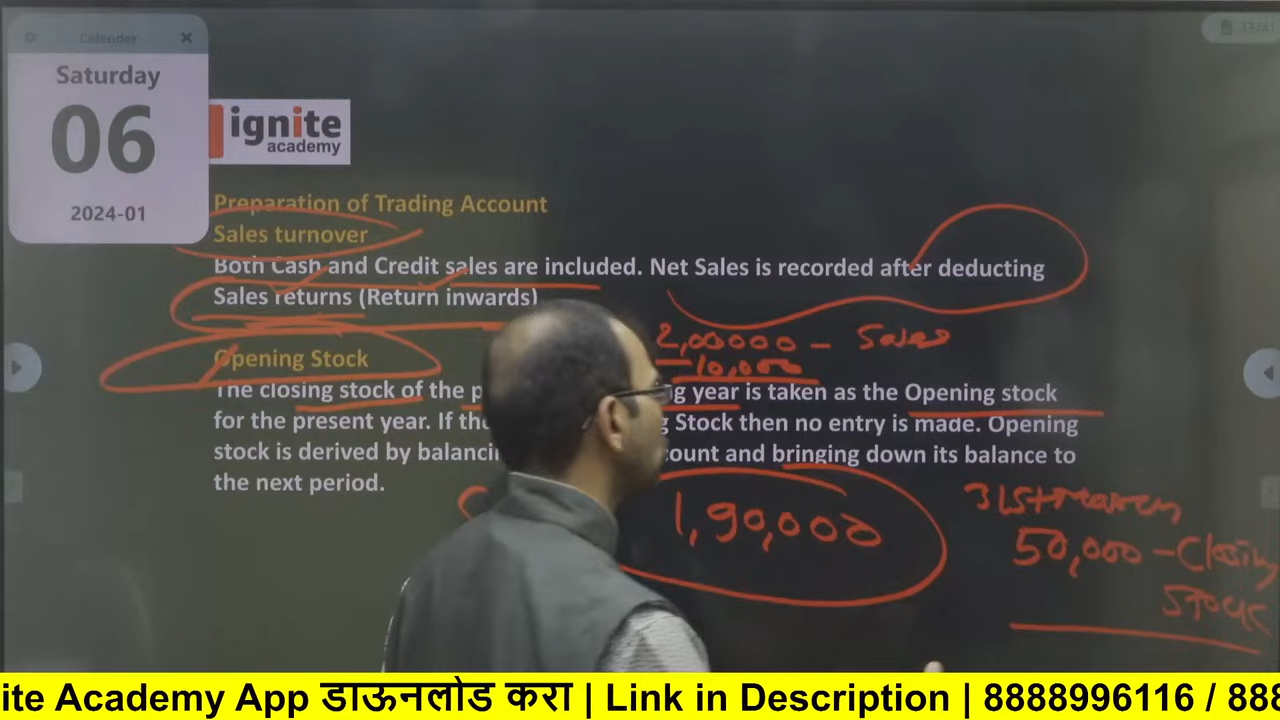 Calender
Saturday
06
2024-01
33/41
ignite
academy
Preparation of Trading Account
Sales turnover
Both Cash and Credit sales are included. Net Sales is recorded after deducting
Sales returns (Return inwards)
2,00000 - Sales
- 10,000
Opening Stock
The closing stock of the p g year is taken as the Opening stock
for the present year. If th Stock then no entry is made. Opening
stock is derived by balanci ount and bringing down its balance to
the next period.
1,90,000
31st march
50,000 - Closing
Stock
ite Academy App डाऊनलोड करा | Link in Description | 8888996116 / 888